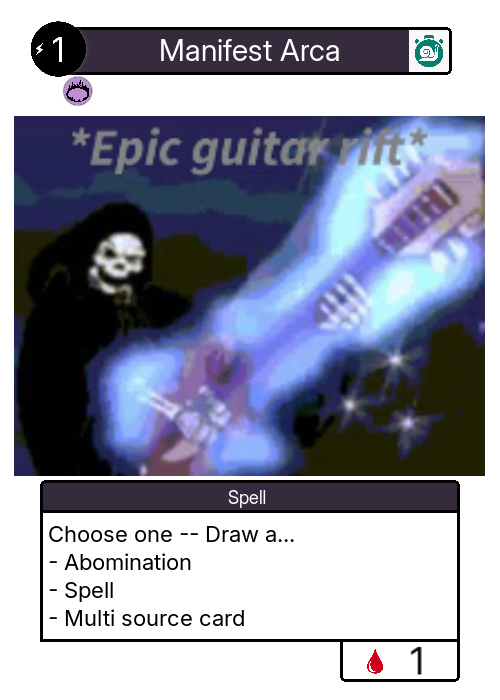 1
Manifest Arca
*Epic guitar rift*
Spell
Choose one -- Draw a...
- Abomination
- Spell
- Multi source card
1